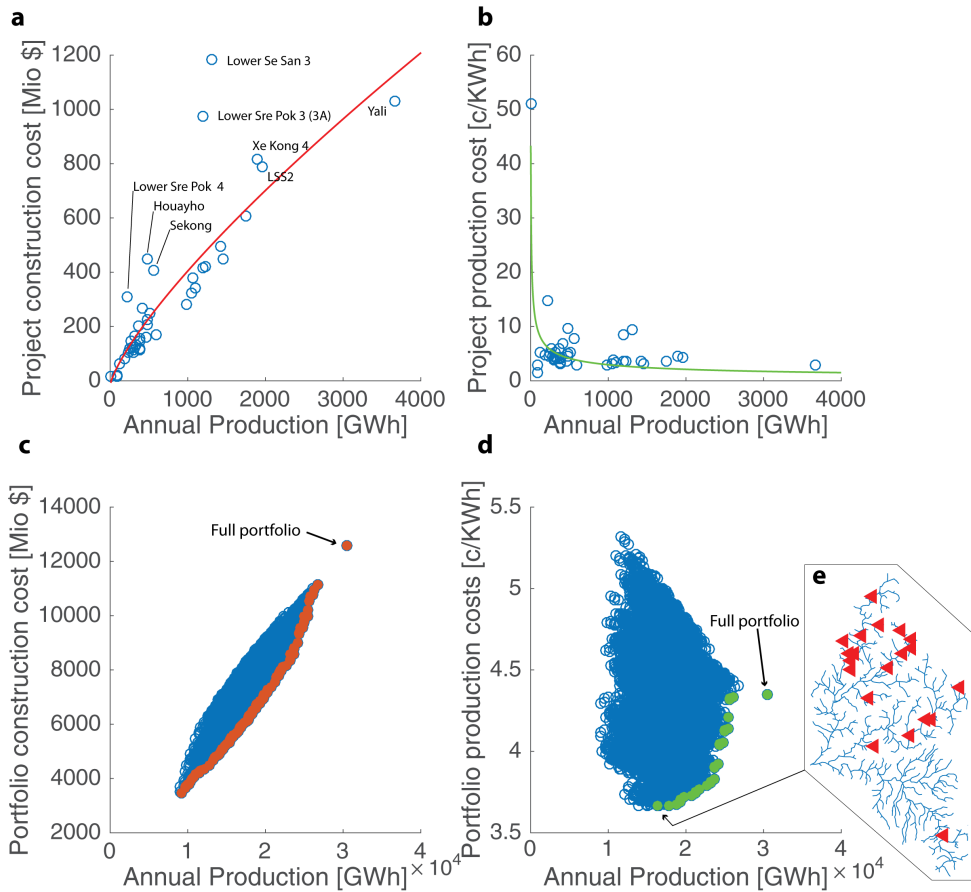 a
Project construction cost [Mio $]
1200
1000
800
600
400
200
0
Lower Se San 3
Lower Sre Pok 3 (3A)
Yali
Xe Kong 4
LSS2
Lower Sre Pok 4
Houayho
Sekong
0 1000 2000 3000 4000
Annual Production [GWh]
b
Project production cost [c/KWh]
60
50
40
30
20
10
0
0 1000 2000 3000 4000
Annual Production [GWh]
c
Portfolio construction cost [Mio $]
14000
12000
10000
8000
6000
4000
2000
Full portfolio
0 1 2 3 4
× 10⁴
Annual Production [GWh]
d
Portfolio production costs [c/KWh]
5.5
5
4.5
4
3.5
Full portfolio
0 1 2 3 4
× 10⁴
Annual Production [GWh]
e